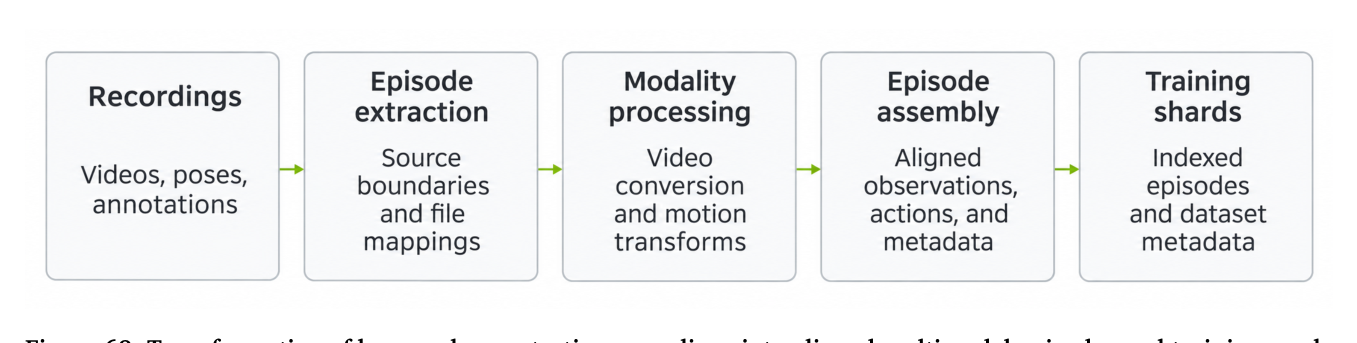 Recordings
Videos, poses,
annotations
Episode
extraction
Source
boundaries
and file
mappings
Modality
processing
Video
conversion
and motion
transforms
Episode
assembly
Aligned
observations,
actions, and
metadata
Training
shards
Indexed
episodes
and dataset
metadata